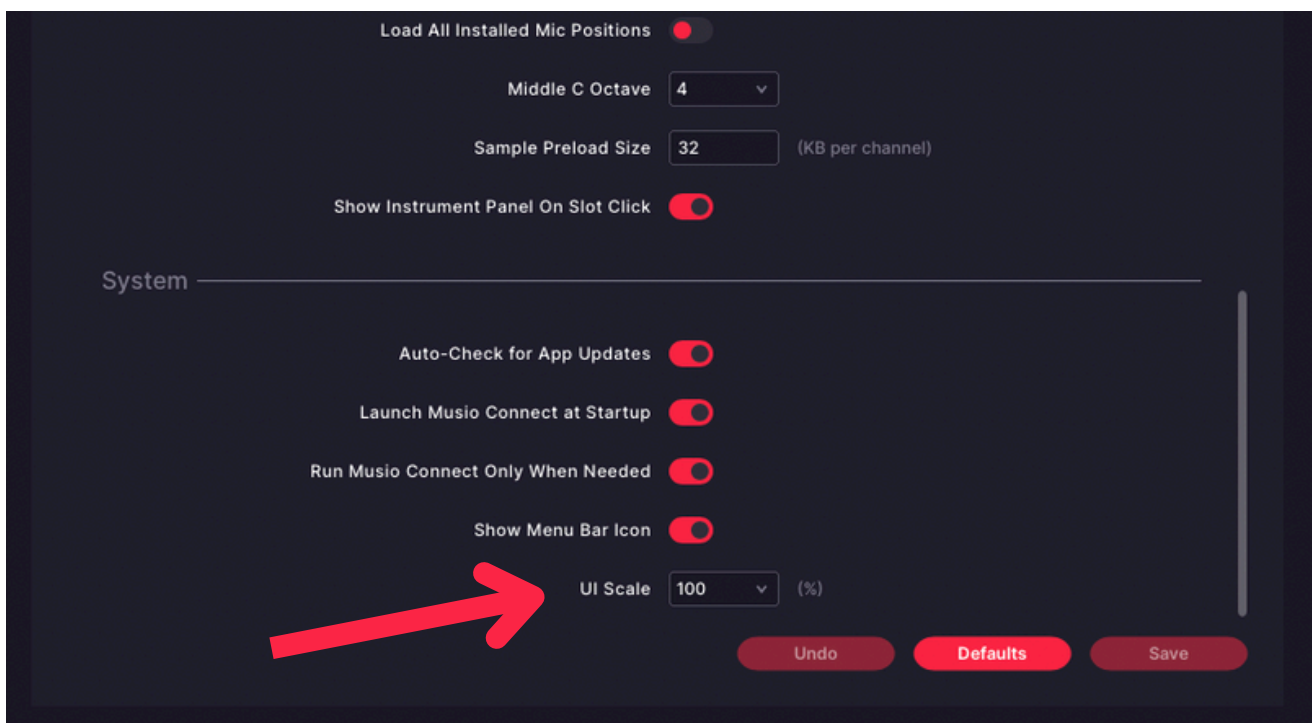 Load All Installed Mic Positions
Middle C Octave 4
Sample Preload Size 32 (KB per channel)
Show Instrument Panel On Slot Click
System
Auto-Check for App Updates
Launch Musio Connect at Startup
Run Musio Connect Only When Needed
Show Menu Bar Icon
UI Scale 100 (%)
Undo Defaults Save